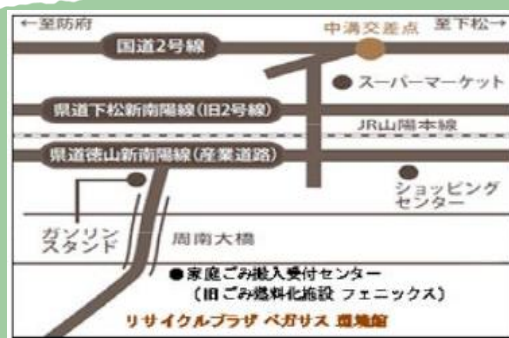 ←至防府
中溝交差点
至下松→
国道2号線
スーパーマーケット
県道下松新南陽線(旧2号線)
JR山陽本線
県道徳山新南陽線(産業道路)
ショッピング
センター
ガソリン
スタンド
周南大橋
●家庭ごみ搬入受付センター
(旧ごみ燃料化施設 フェニックス)
リサイクルプラザ ペガサス 環境館